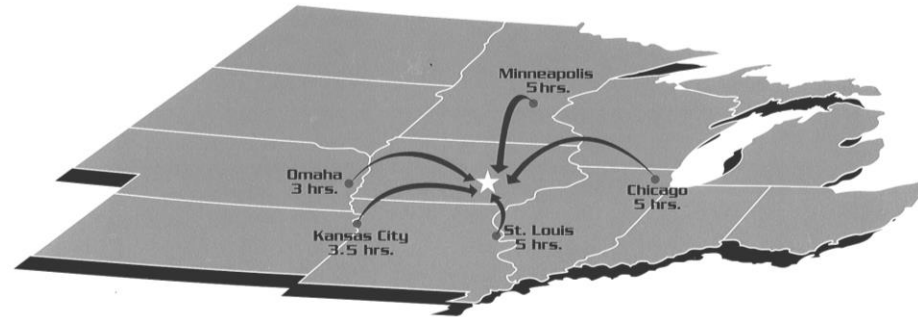 Minneapolis
5 hrs.
Omaha
3 hrs.
Chicago
5 hrs.
Kansas City
3.5 hrs.
St. Louis
5 hrs.